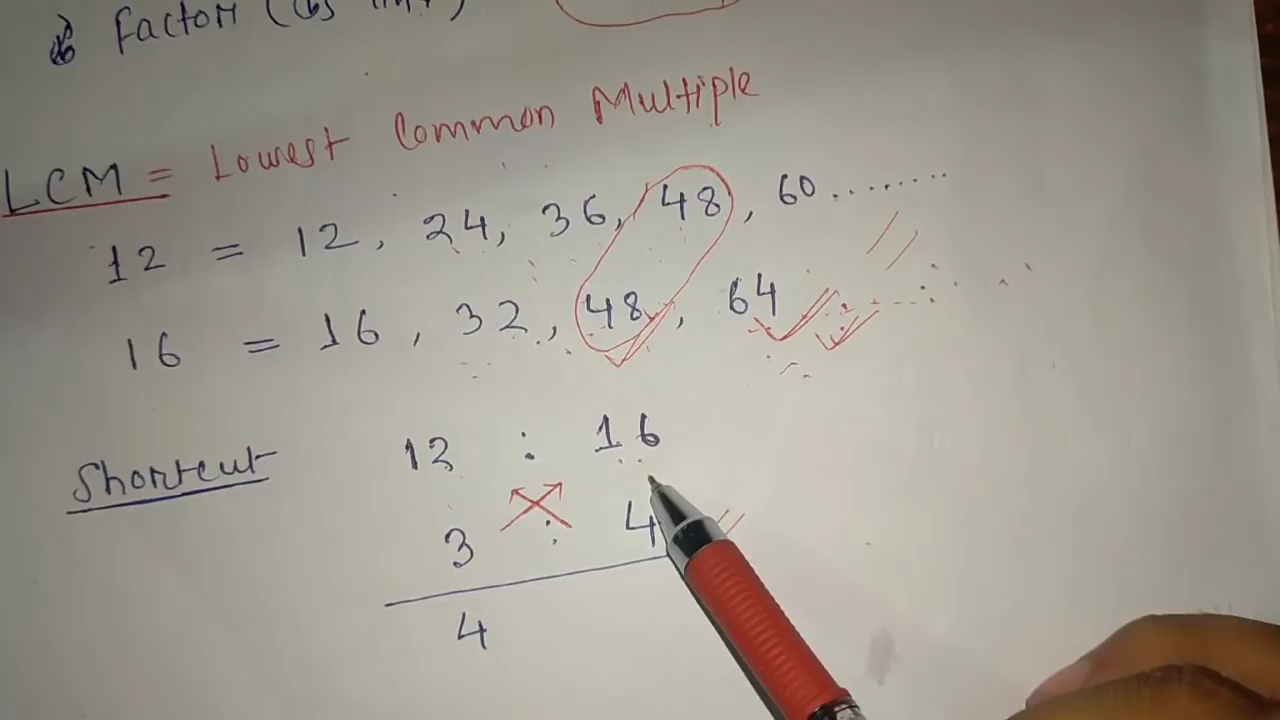 Factor
LCM = Lowest Common Multiple
12 = 12, 24, 36, 48, 60........
16 = 16, 32, 48, 64
Shortcut 12 : 16
3 : 4
4